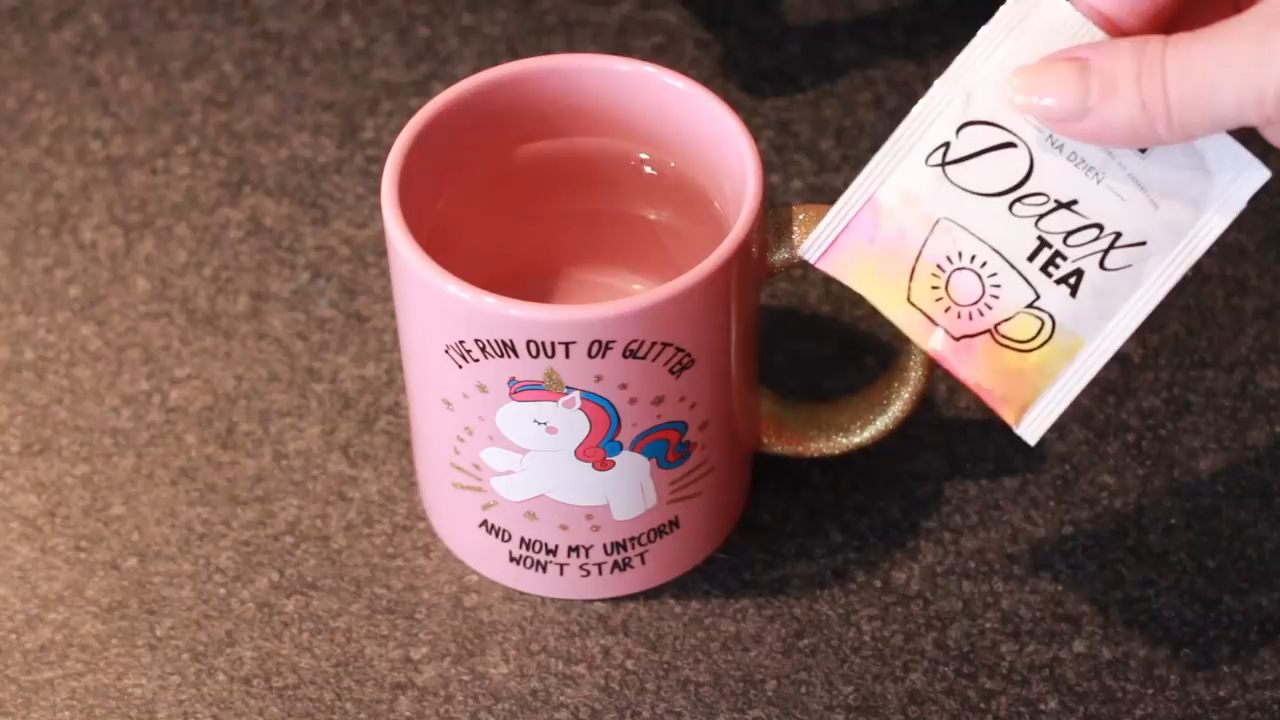 I'VE RUN OUT OF GLITTER
AND NOW MY UNICORN
WON'T START
NA DZIEŃ
Detox
TEA